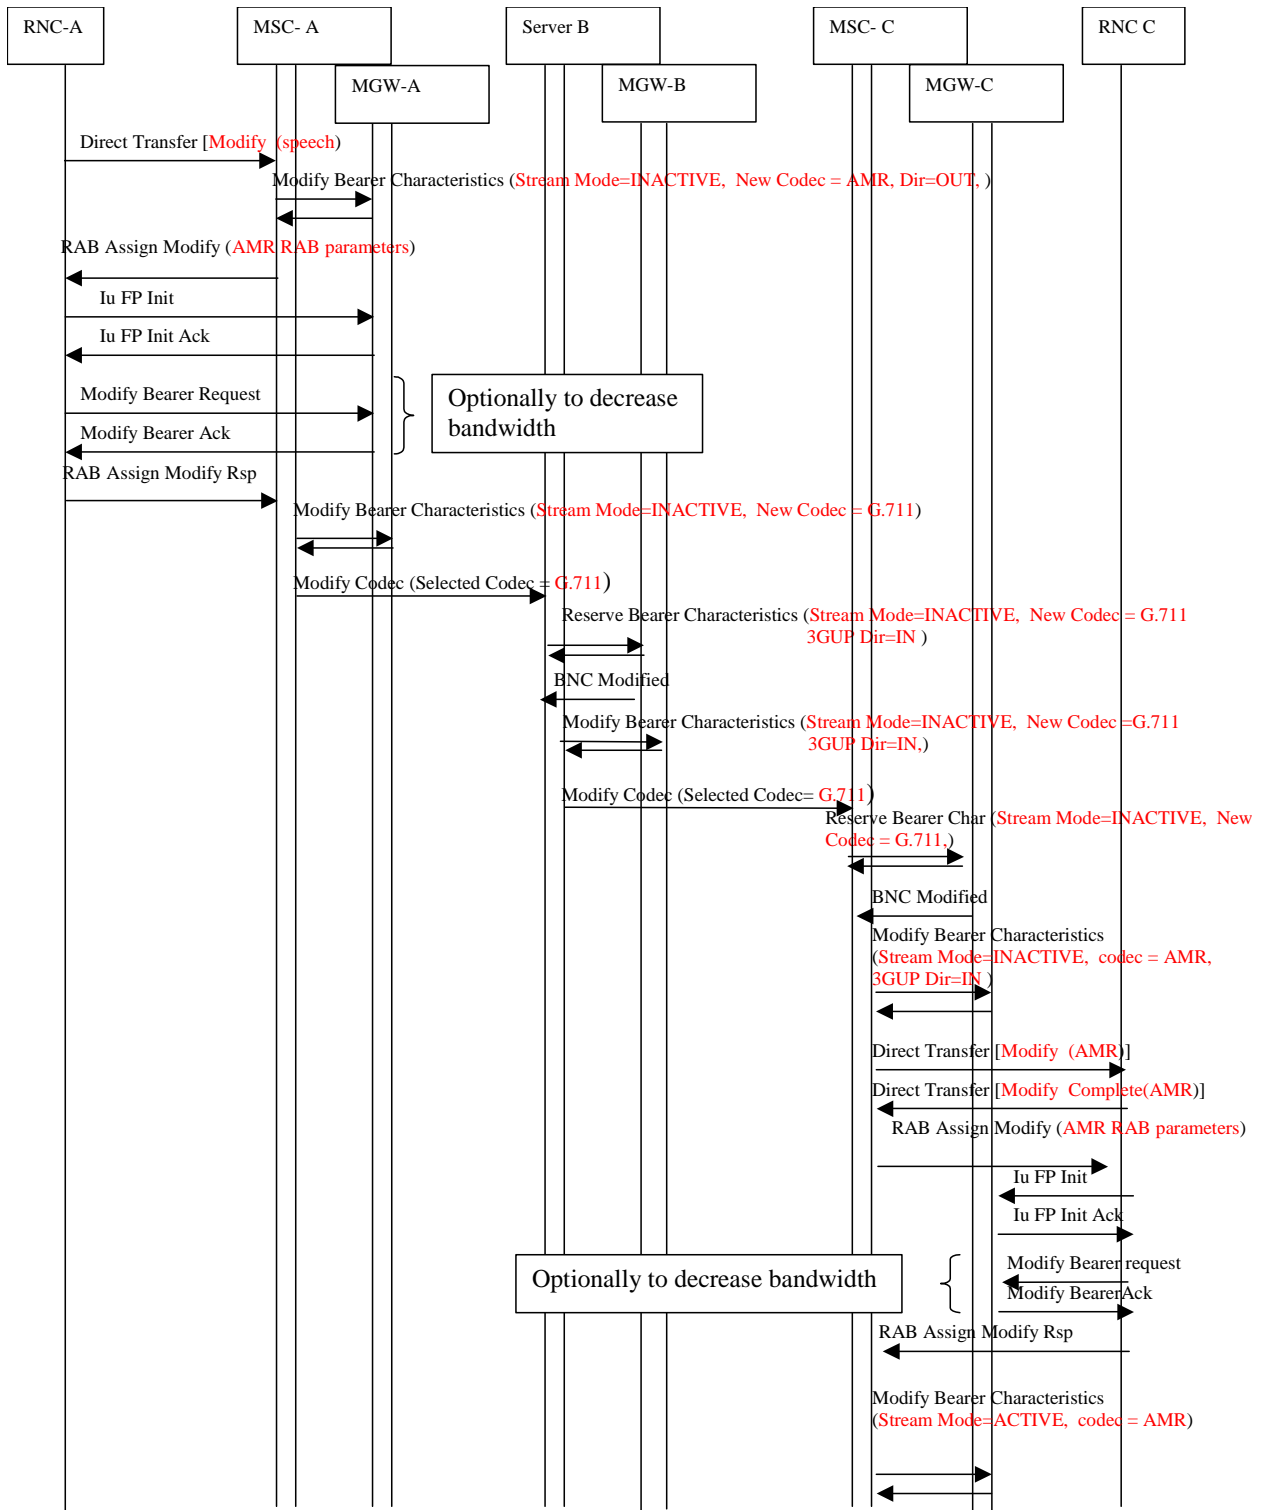 RNC-A
MSC- A
Server B
MSC- C
RNC C
MGW-A
MGW-B
MGW-C
Direct Transfer [Modify (speech)
Modify Bearer Characteristics (Stream Mode=INACTIVE, New Codec = AMR, Dir=OUT, )
RAB Assign Modify (AMR RAB parameters)
Iu FP Init
Iu FP Init Ack
Modify Bearer Request
Optionally to decrease
bandwidth
Modify Bearer Ack
RAB Assign Modify Rsp
Modify Bearer Characteristics (Stream Mode=INACTIVE, New Codec = G.711)
Modify Codec (Selected Codec = G.711)
Reserve Bearer Characteristics (Stream Mode=INACTIVE, New Codec = G.711
3GUP Dir=IN )
BNC Modified
Modify Bearer Characteristics (Stream Mode=INACTIVE, New Codec =G.711
3GUP Dir=IN,)
Modify Codec (Selected Codec= G.711)
Reserve Bearer Char (Stream Mode=INACTIVE, New
Codec = G.711,)
BNC Modified
Modify Bearer Characteristics
(Stream Mode=INACTIVE, codec = AMR,
3GUP Dir=IN )
Direct Transfer [Modify (AMR)]
Direct Transfer [Modify Complete(AMR)]
RAB Assign Modify (AMR RAB parameters)
Iu FP Init
Iu FP Init Ack
Optionally to decrease bandwidth
Modify Bearer request
Modify BearerAck
RAB Assign Modify Rsp
Modify Bearer Characteristics
(Stream Mode=ACTIVE, codec = AMR)